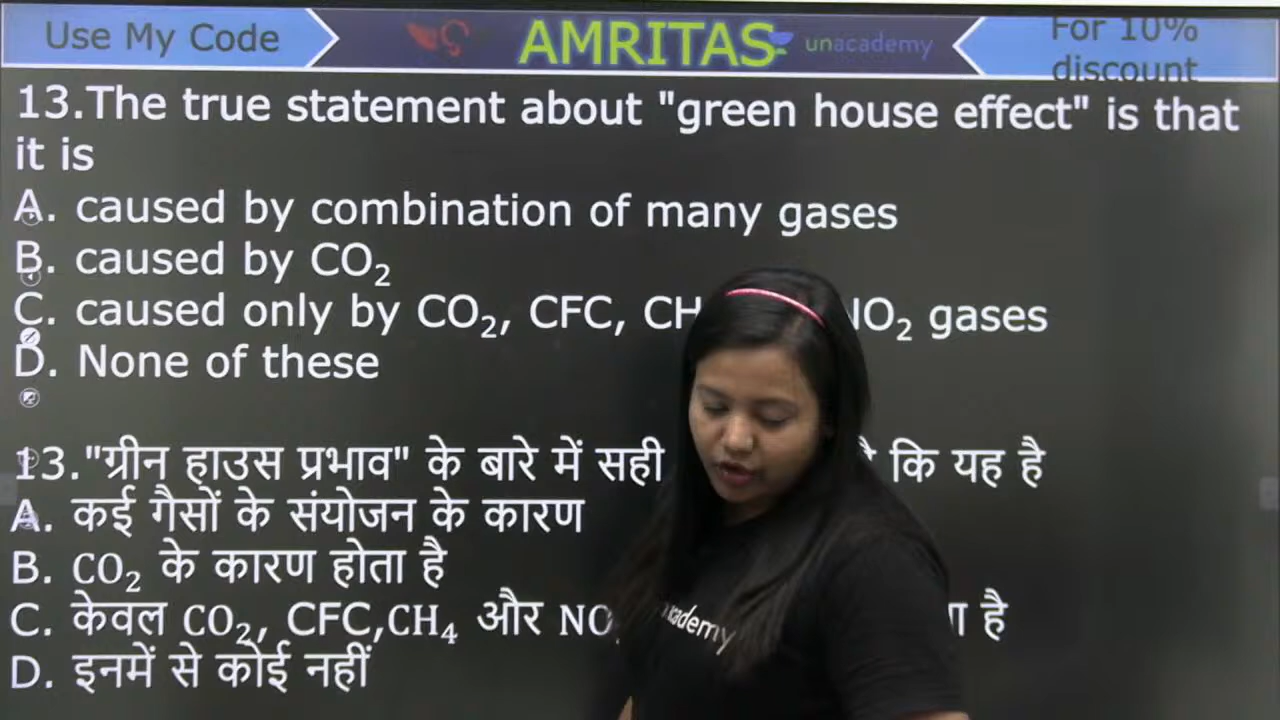 Use My Code
AMRITAS
unacademy
For 10%
discount
13.The true statement about "green house effect" is that
it is
A. caused by combination of many gases
B. caused by CO₂
C. caused only by CO₂, CFC, CH NO₂ gases
D. None of these
13."ग्रीन हाउस प्रभाव" के बारे में सही है कि यह है
A. कई गैसों के संयोजन के कारण
B. CO₂ के कारण होता है
C. केवल CO₂, CFC,CH₄ और NO है
D. इनमें से कोई नहीं
academy